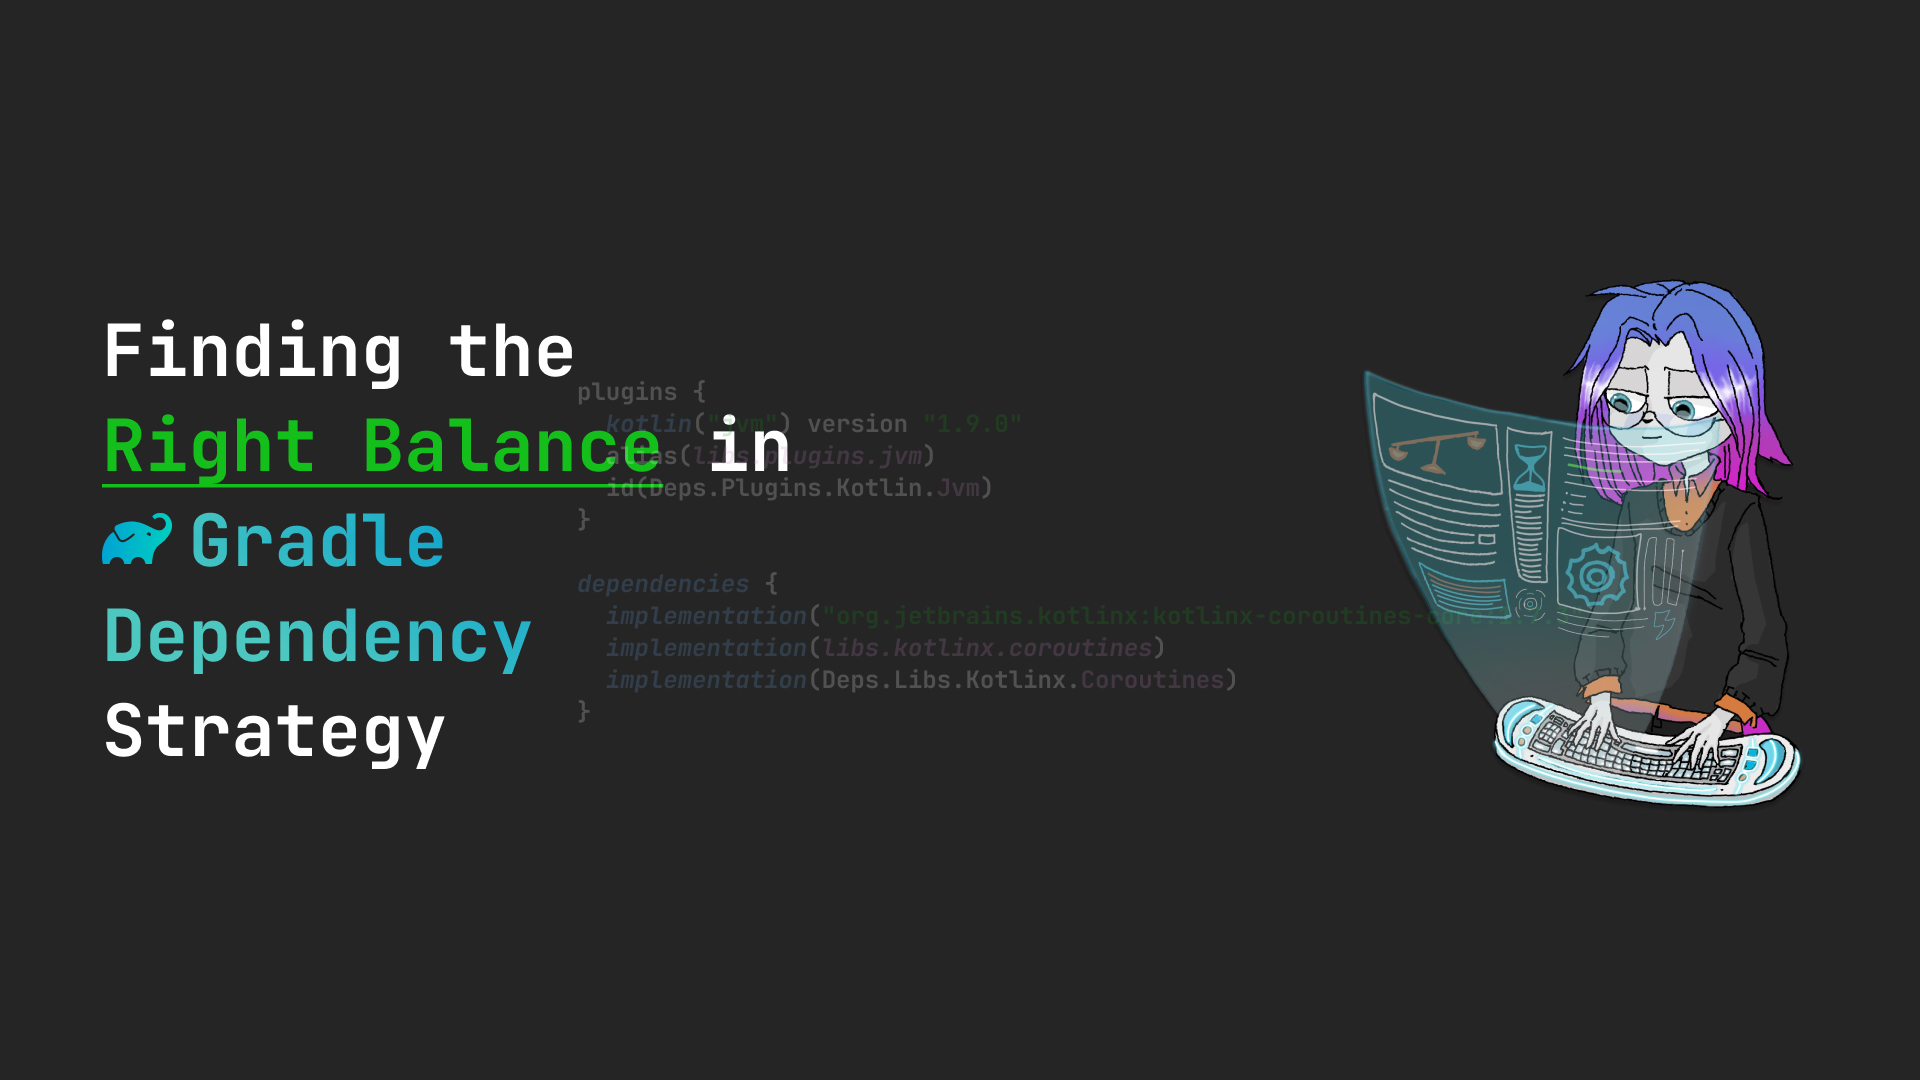 Finding the
Right Balance in
Gradle
Dependency
Strategy
plugins {
kotlin("jvm") version "1.9.0"
alias(libs.plugins.jvm)
id(Deps.Plugins.Kotlin.Jvm)
}
dependencies {
implementation("org.jetbrains.kotlinx:kotlinx-coroutines-
implementation(libs.kotlinx.coroutines)
implementation(Deps.Libs.Kotlinx.Coroutines)
}